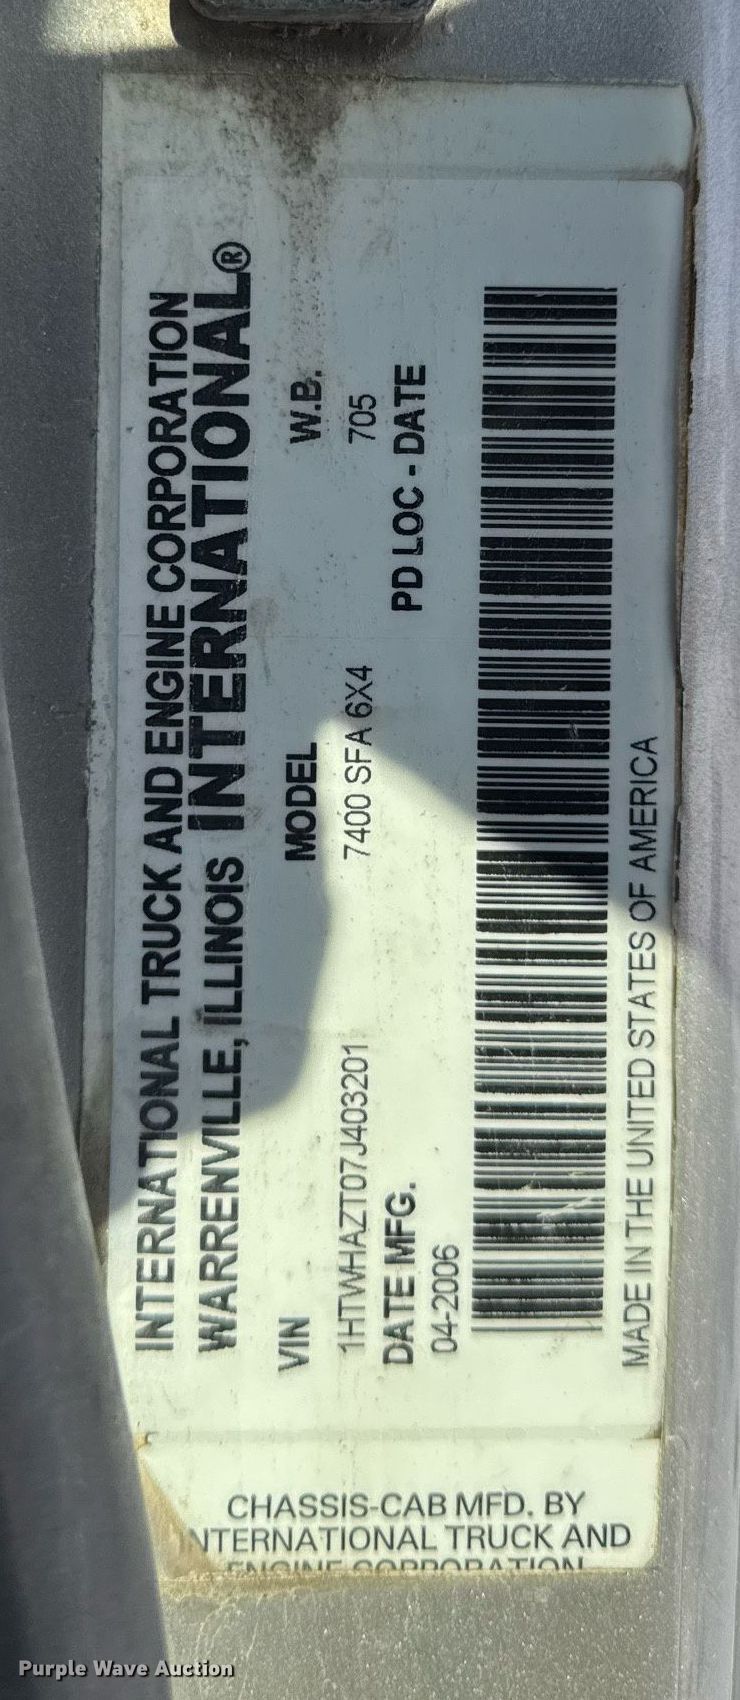 INTERNATIONAL TRUCK AND ENGINE CORPORATION
WARRENVILLE, ILLINOIS INTERNATIONAL®
VIN MODEL W.B.
1HTWHAZT07J403201 7400 SFA 6X4 705
DATE MFG. PD LOC - DATE
04-2006
MADE IN THE UNITED STATES OF AMERICA
CHASSIS-CAB MFD. BY
INTERNATIONAL TRUCK AND
ENGINE CORPORATION
Purple Wave Auction